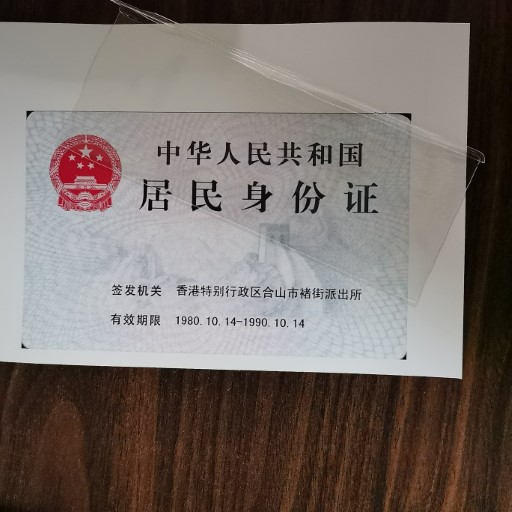 中华人民共和国
居民身份证
签发机关 香港特别行政区合山市褚街派出所
有效期限 1980.10.14-1990.10.14